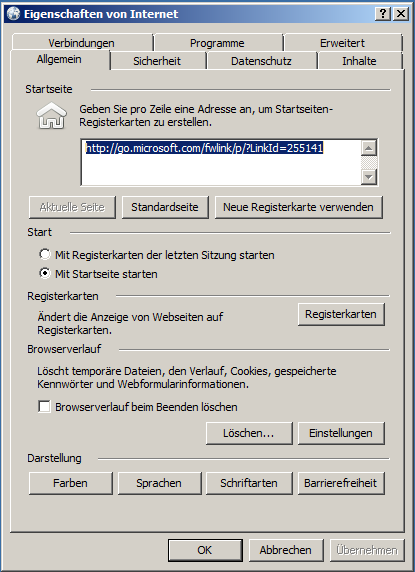 Eigenschaften von Internet
Verbindungen
Programme
Erweitert
Allgemein
Sicherheit
Datenschutz
Inhalte
Startseite
Geben Sie pro Zeile eine Adresse an, um Startseiten-
Registerkarten zu erstellen.
http://go.microsoft.com/fwlink/p/?LinkId=255141
Aktuelle Seite
Standardseite
Neue Registerkarte verwenden
Start
Mit Registerkarten der letzten Sitzung starten
Mit Startseite starten
Registerkarten
Ändert die Anzeige von Webseiten auf
Registerkarten.
Registerkarten
Browserverlauf
Löscht temporäre Dateien, den Verlauf, Cookies, gespeicherte
Kennwörter und Webformularinformationen.
Browserverlauf beim Beenden löschen
Löschen...
Einstellungen
Darstellung
Farben
Sprachen
Schriftarten
Barrierefreiheit
OK
Abbrechen
Übernehmen